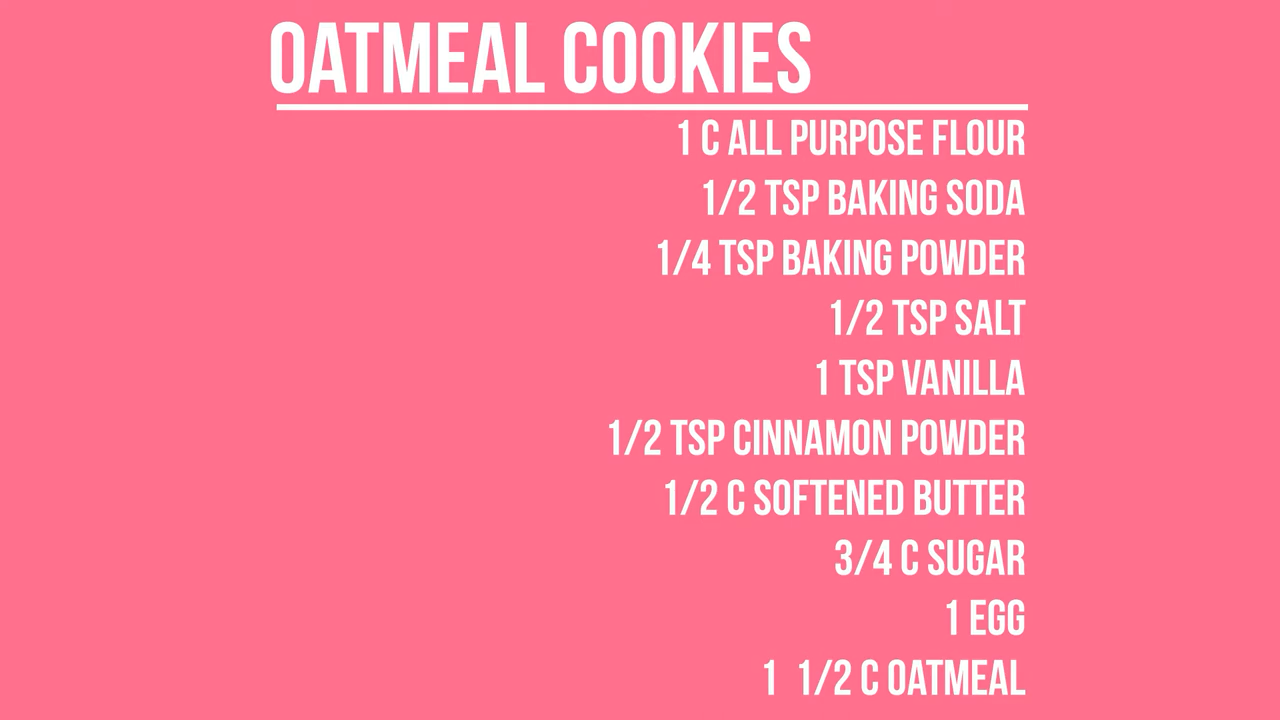 OATMEAL COOKIES
1 C ALL PURPOSE FLOUR
1/2 TSP BAKING SODA
1/4 TSP BAKING POWDER
1/2 TSP SALT
1 TSP VANILLA
1/2 TSP CINNAMON POWDER
1/2 C SOFTENED BUTTER
3/4 C SUGAR
1 EGG
1  1/2 C OATMEAL